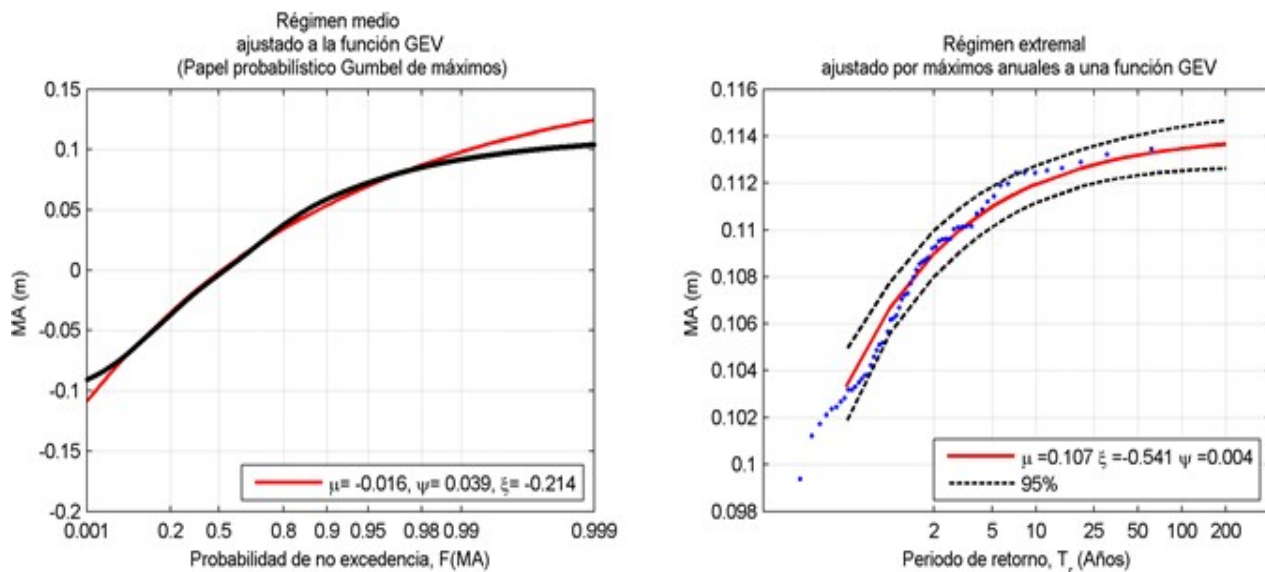 Régimen medio
ajustado a la función GEV
(Papel probabilístico Gumbel de máximos)
0.15
0.1
0.05
0
-0.05
-0.1
-0.15
-0.2
MA (m)
μ= -0.016, ψ= 0.039, ξ= -0.214
0.001 0.2 0.5 0.8 0.9 0.95 0.98 0.99 0.999
Probabilidad de no excedencia, F(MA)
Régimen extremal
ajustado por máximos anuales a una función GEV
0.116
0.114
0.112
0.11
0.108
0.106
0.104
0.102
0.1
0.098
MA (m)
μ =0.107 ξ =-0.541 ψ =0.004
95%
2 5 10 25 50 100 200
Periodo de retorno, Tr (Años)